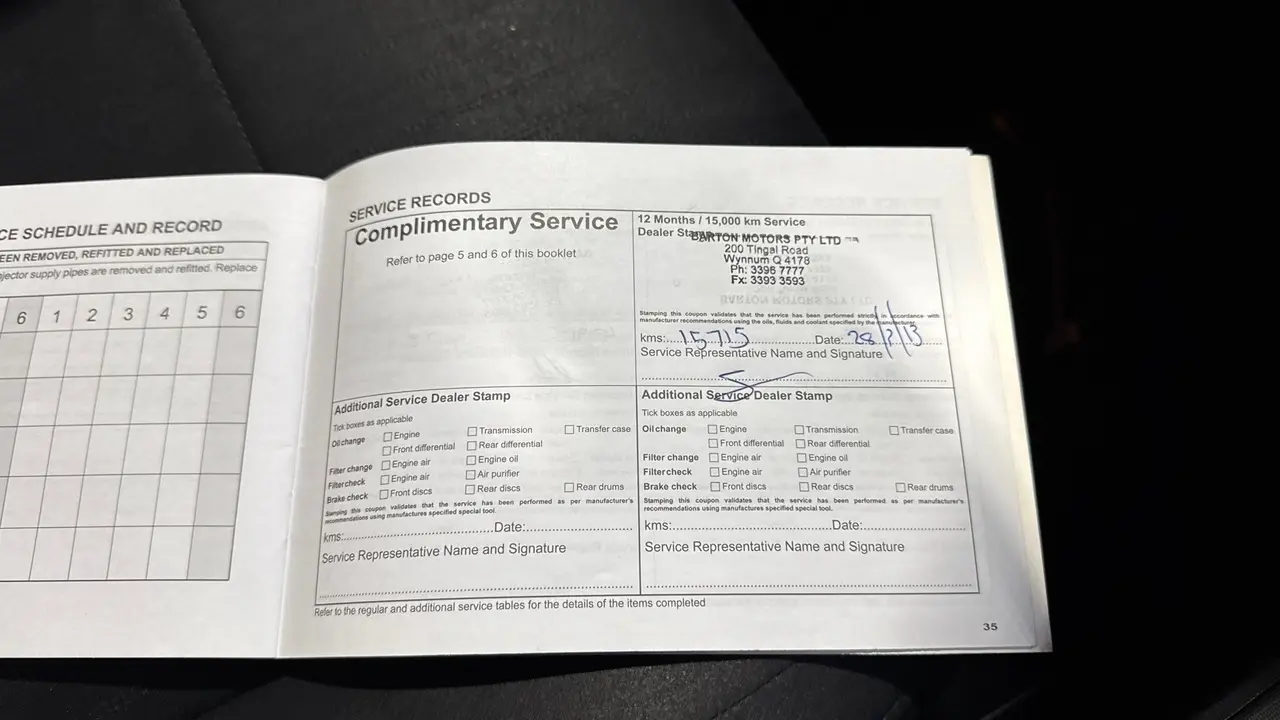 CE SCHEDULE AND RECORD
EEN REMOVED, REFITTED AND REPLACED
njector supply pipes are removed and refitted. Replace
6 1 2 3 4 5 6
SERVICE RECORDS
Complimentary Service
Refer to page 5 and 6 of this booklet
12 Months / 15,000 km Service
Dealer Stamp
BARTON MOTORS PTY LTD
200 Tingal Road
Wynnum Q 4178
Ph: 3396 7777
Fx: 3393 3593
Stamping this coupon validates that the service has been performed strictly in accordance with
manufacturer recommendations using the oils, fluids and coolant specified by the manufacturer.
kms: 15715 Date: 28/2/13
Service Representative Name and Signature
Additional Service Dealer Stamp
Tick boxes as applicable
Oil change Engine Transmission Transfer case
Front differential Rear differential
Filter change Engine air Engine oil
Filter check Engine air Air purifier
Brake check Front discs Rear discs Rear drums
Stamping this coupon validates that the service has been performed as per manufacturer's
recommendations using manufactures specified special tool.
kms: Date:
Service Representative Name and Signature
Additional Service Dealer Stamp
Tick boxes as applicable
Oil change Engine Transmission Transfer case
Front differential Rear differential
Filter change Engine air Engine oil
Filter check Engine air Air purifier
Brake check Front discs Rear discs Rear drums
Stamping this coupon validates that the service has been performed as per manufacturer's
recommendations using manufactures specified special tool.
kms: Date:
Service Representative Name and Signature
Refer to the regular and additional service tables for the details of the items completed
35